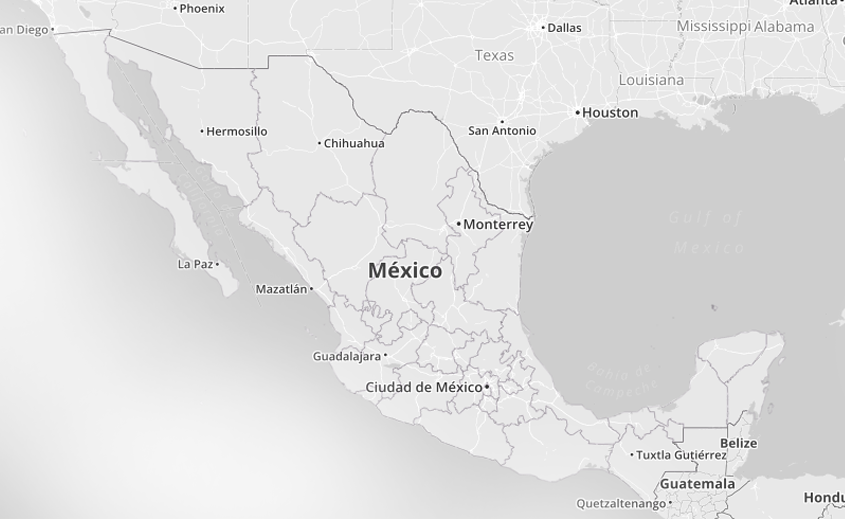 Phoenix
Atlanta
an Diego
Dallas
Mississippi
Alabama
Texas
Louisiana
Houston
San Antonio
Hermosillo
Chihuahua
Monterrey
Gulf of
México
La Paz
México
Mazatlán
Guadalajara
Bahía de
Campeche
Ciudad de México
Belize
Tuxtla Gutiérrez
Guatemala
Quetzaltenango
Hondu